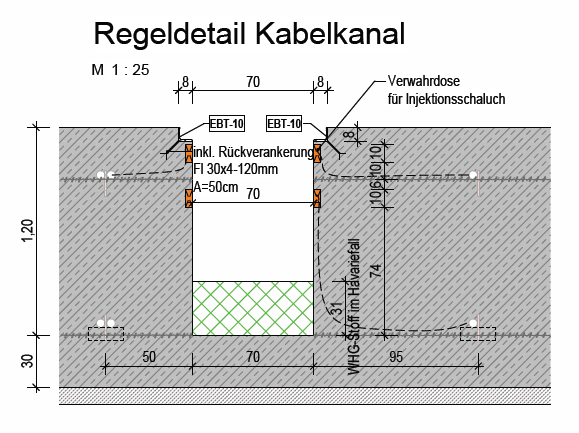 Regeldetail Kabelkanal
M 1 : 25
8
70
8
Verwahrdose
für Injektionsschaluch
EBT-10
EBT-10
8
inkl. Rückverankerung
Fl 30x4-120mm
A=50cm
70
10
10
6
10
1,20
74
31
WHG-Stoff im Havariefall
30
50
70
95